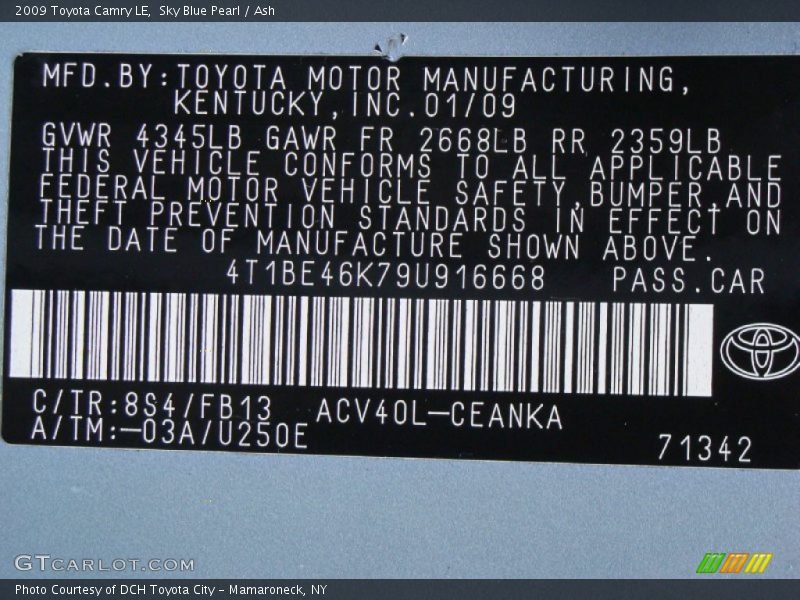 2009 Toyota Camry LE,  Sky Blue Pearl / Ash
MFD.BY:TOYOTA MOTOR MANUFACTURING,
KENTUCKY,INC.01/09
GVWR 4345LB GAWR FR 2668LB RR 2359LB
THIS VEHICLE CONFORMS TO ALL APPLICABLE
FEDERAL MOTOR VEHICLE SAFETY,BUMPER,AND
THEFT PREVENTION STANDARDS IN EFFECT ON
THE DATE OF MANUFACTURE SHOWN ABOVE.
4T1BE46K79U916668 PASS.CAR
C/TR:8S4/FB13 ACV40L-CEANKA
A/TM:-03A/U250E
71342
GTCARLOT.COM
Photo Courtesy of DCH Toyota City - Mamaroneck, NY